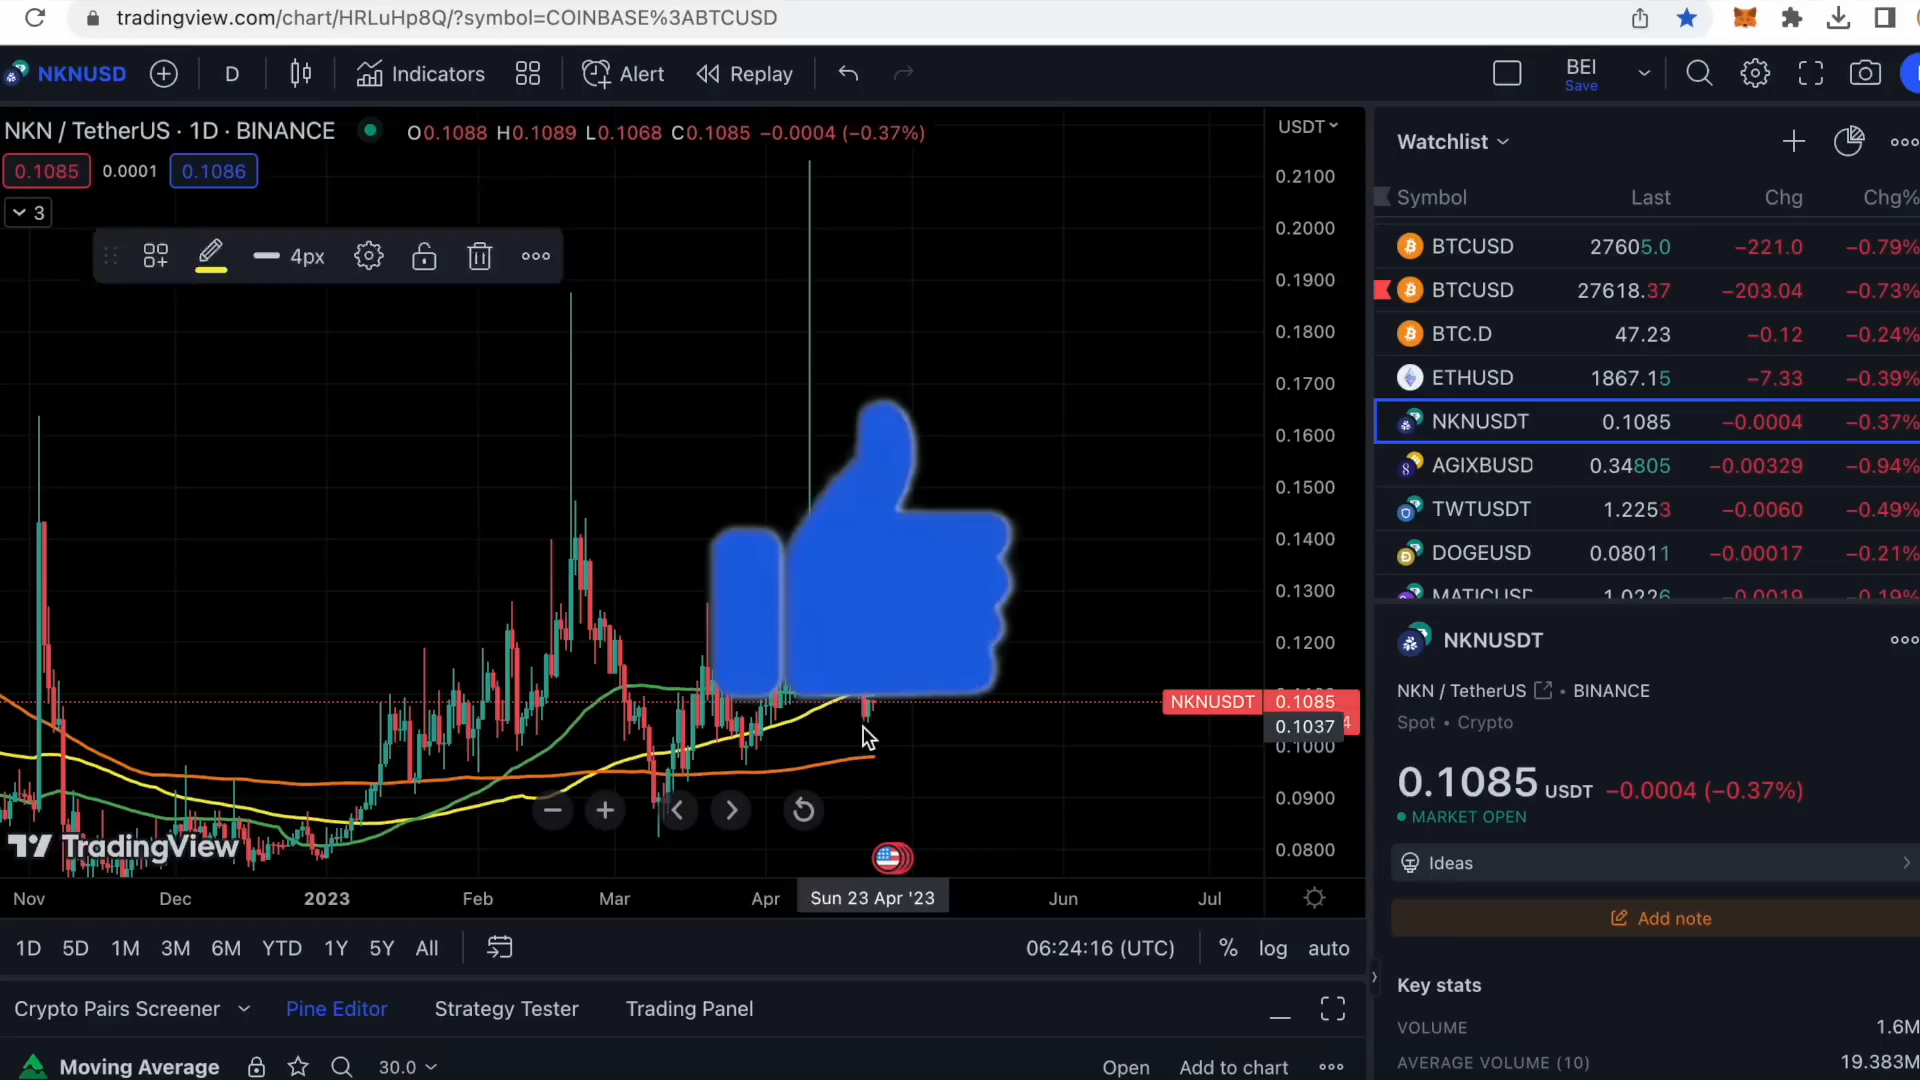 tradingview.com/chart/HRLuHp8Q/?symbol=COINBASE%3ABTCUSD
NKNUSD D Indicators Alert Replay BEI Save
NKN / TetherUS · 1D · BINANCE O0.1088 H0.1089 L0.1068 C0.1085 −0.0004 (−0.37%)
0.1085 0.0001 0.1086
3
4px
USDT
0.2100
0.2000
0.1900
0.1800
0.1700
0.1600
0.1500
0.1400
0.1300
0.1200
NKNUSDT 0.1085
0.1037 4
0.1000
0.0900
0.0800
TradingView
Nov Dec 2023 Feb Mar Apr Sun 23 Apr '23 Jun Jul
1D 5D 1M 3M 6M YTD 1Y 5Y All 06:24:16 (UTC) % log auto
Crypto Pairs Screener Pine Editor Strategy Tester Trading Panel
Moving Average 30.0 Open Add to chart
Watchlist
Symbol Last Chg Chg%
BTCUSD 27605.0 −221.0 −0.79%
BTCUSD 27618.37 −203.04 −0.73%
BTC.D 47.23 −0.12 −0.24%
ETHUSD 1867.15 −7.33 −0.39%
NKNUSDT 0.1085 −0.0004 −0.37%
AGIXBUSD 0.34805 −0.00329 −0.94%
TWTUSDT 1.2253 −0.0060 −0.49%
DOGEUSD 0.08011 −0.00017 −0.21%
MATICUSD 1.0226 −0.0019 −0.19%
NKNUSDT
NKN / TetherUS • BINANCE
Spot • Crypto
0.1085 USDT −0.0004 (−0.37%)
MARKET OPEN
Ideas
Add note
Key stats
VOLUME 1.6M
AVERAGE VOLUME (10) 19.383M